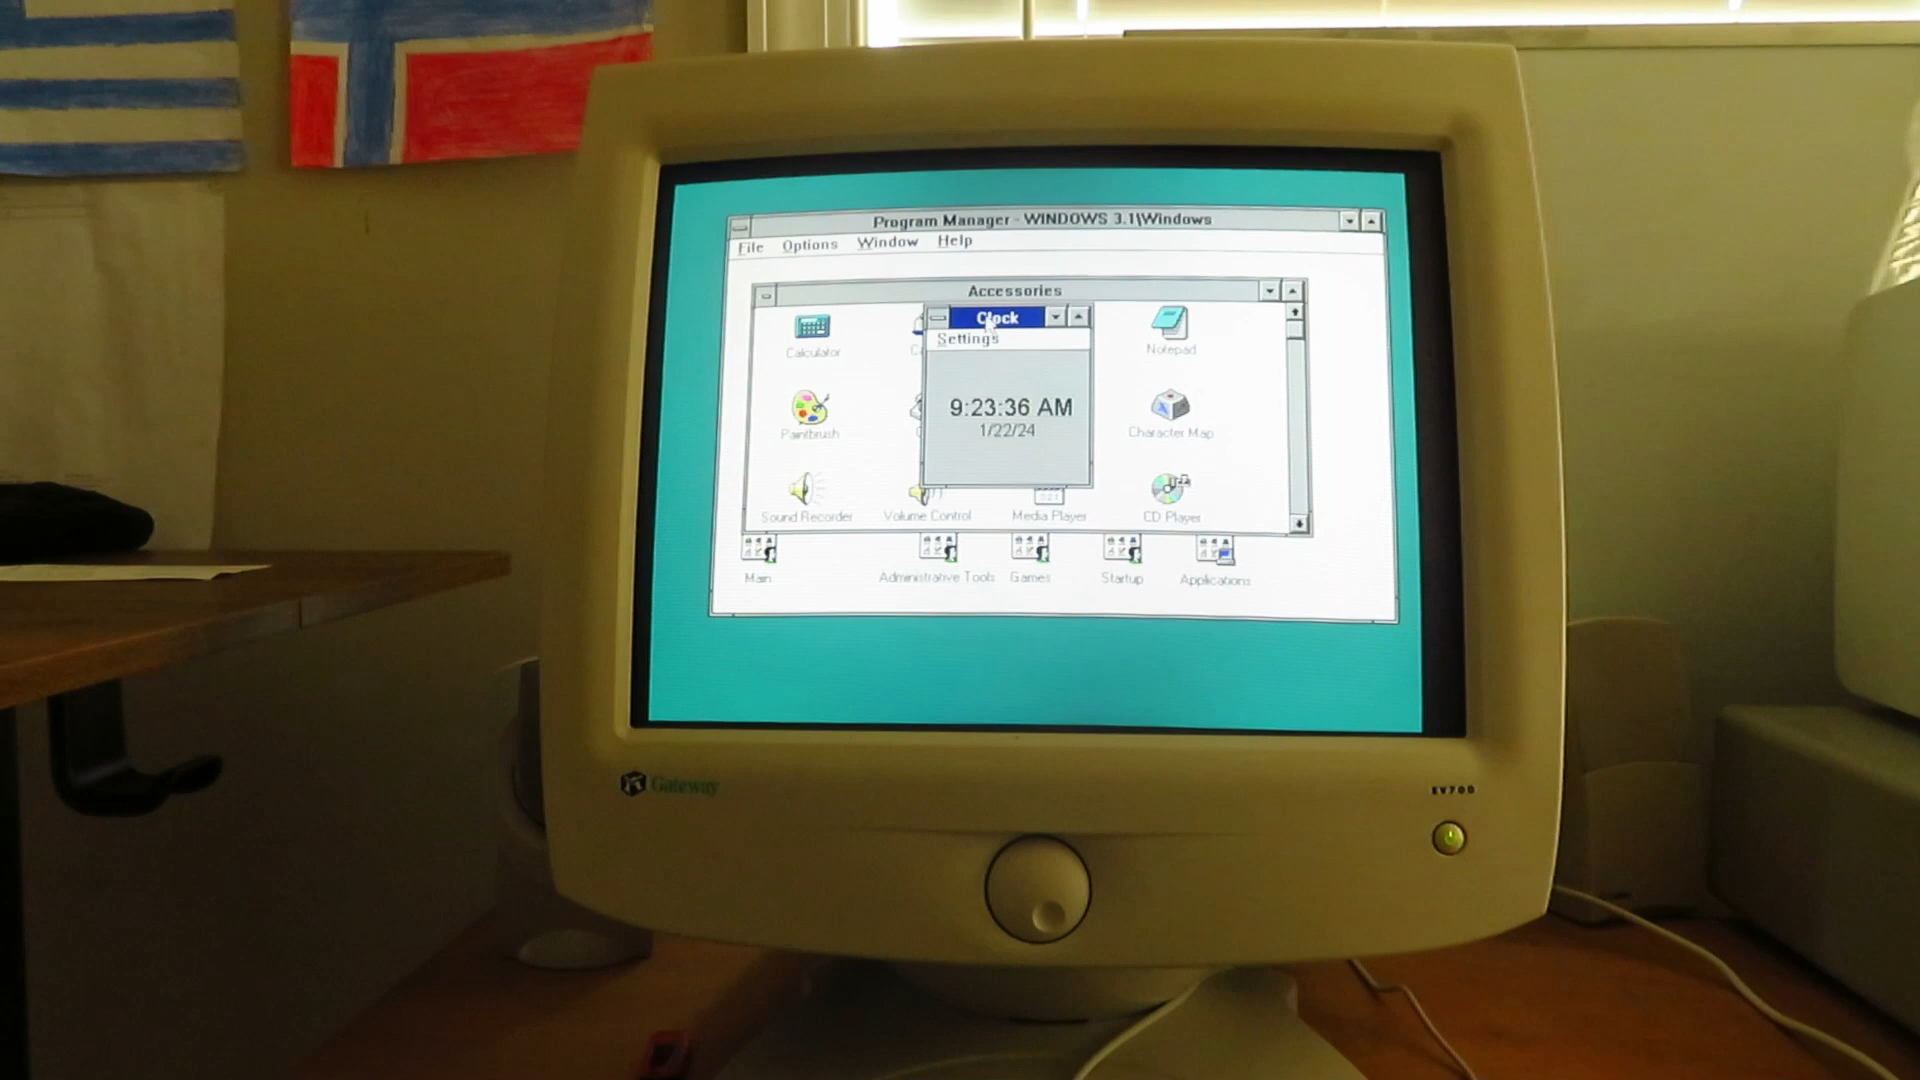 Program Manager - WINDOWS 3.1\Windows
File Options Window Help
Accessories
Clock
Settings
Calculator
Notepad
9:23:36 AM
1/22/24
Paintbrush
Character Map
Sound Recorder Volume Control Media Player CD Player
Main Administrative Tools Games Startup Applications
Gateway
EV700